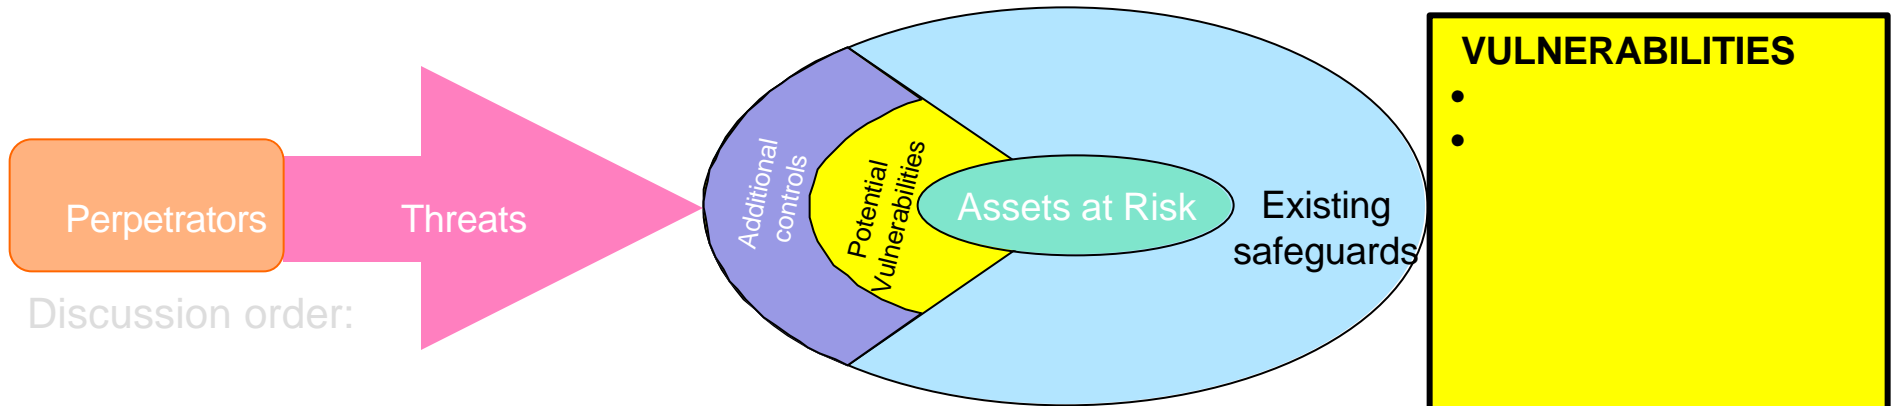 Perpetrators
Threats
Discussion order:
Additional
controls
Potential
Vulnerabilities
Assets at Risk
Existing
safeguards
VULNERABILITIES
•
•